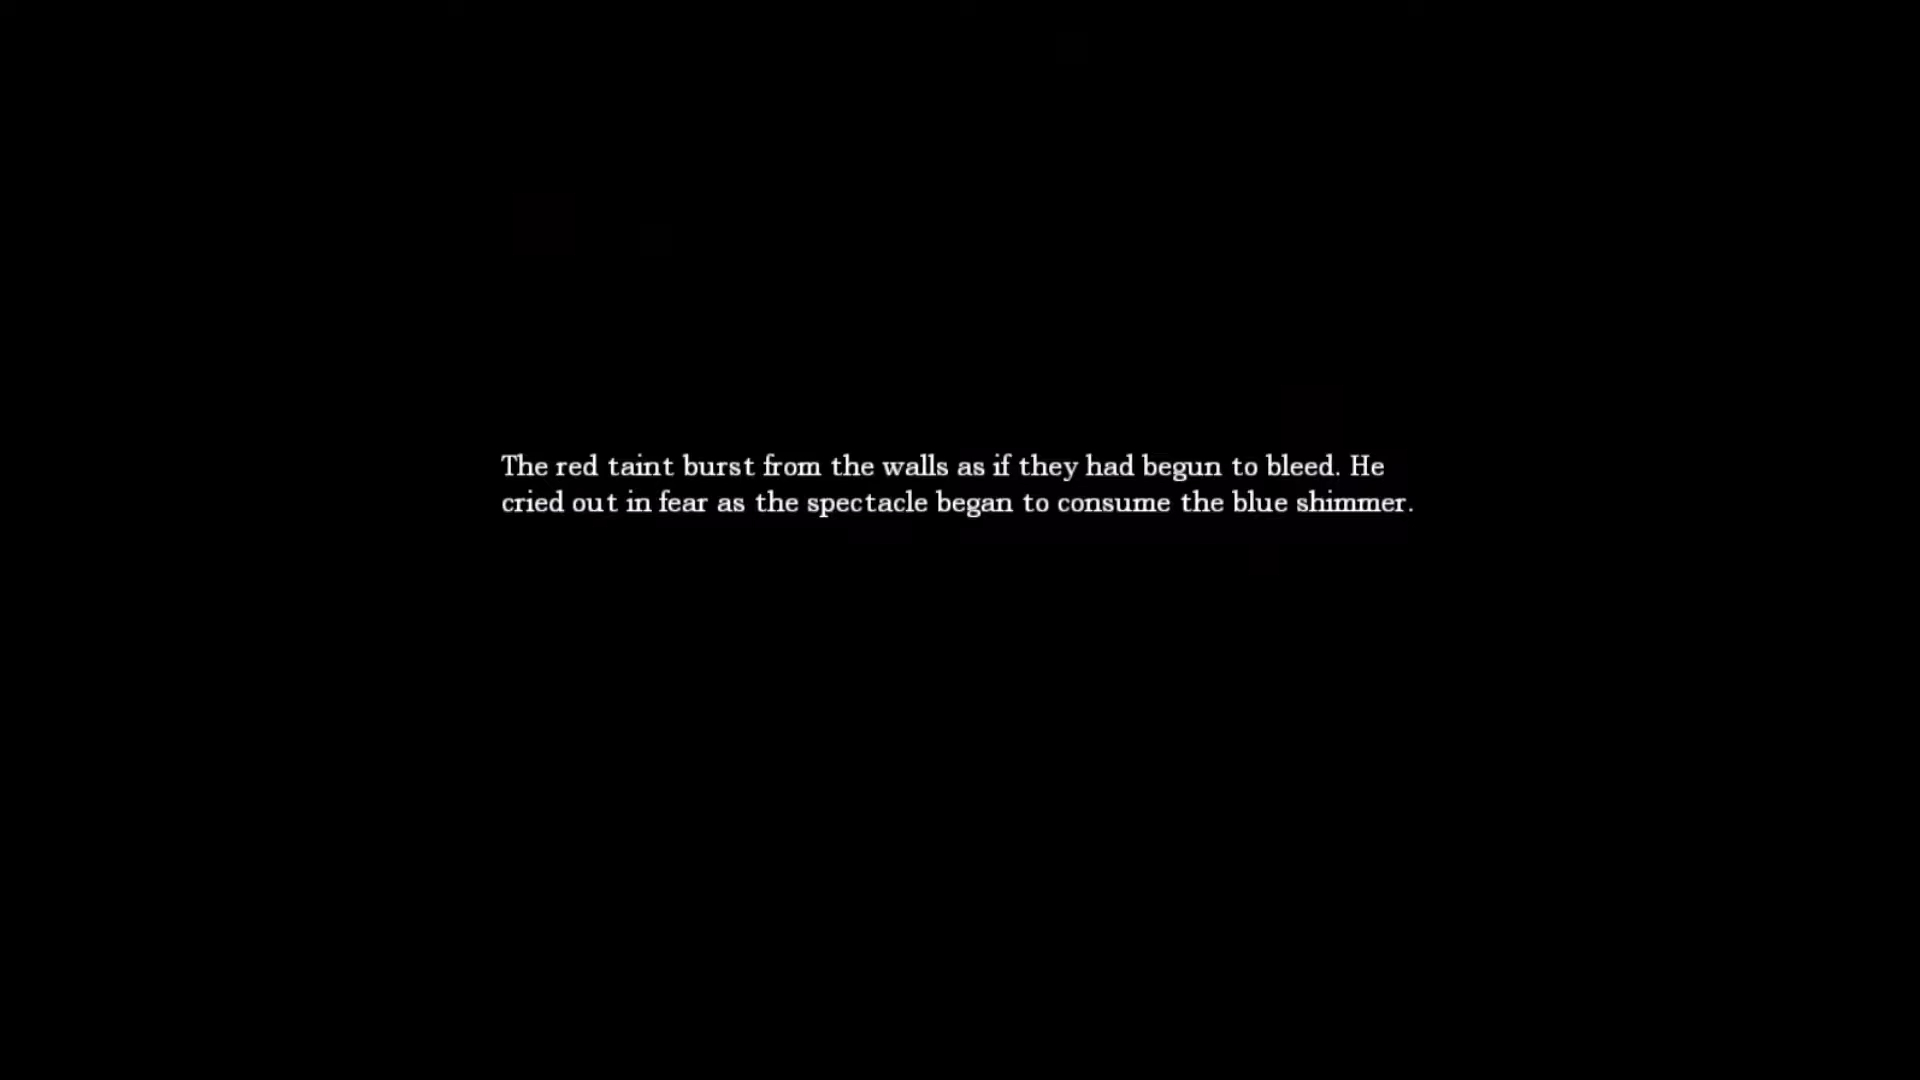 The red taint burst from the walls as if they had begun to bleed. He
cried out in fear as the spectacle began to consume the blue shimmer.